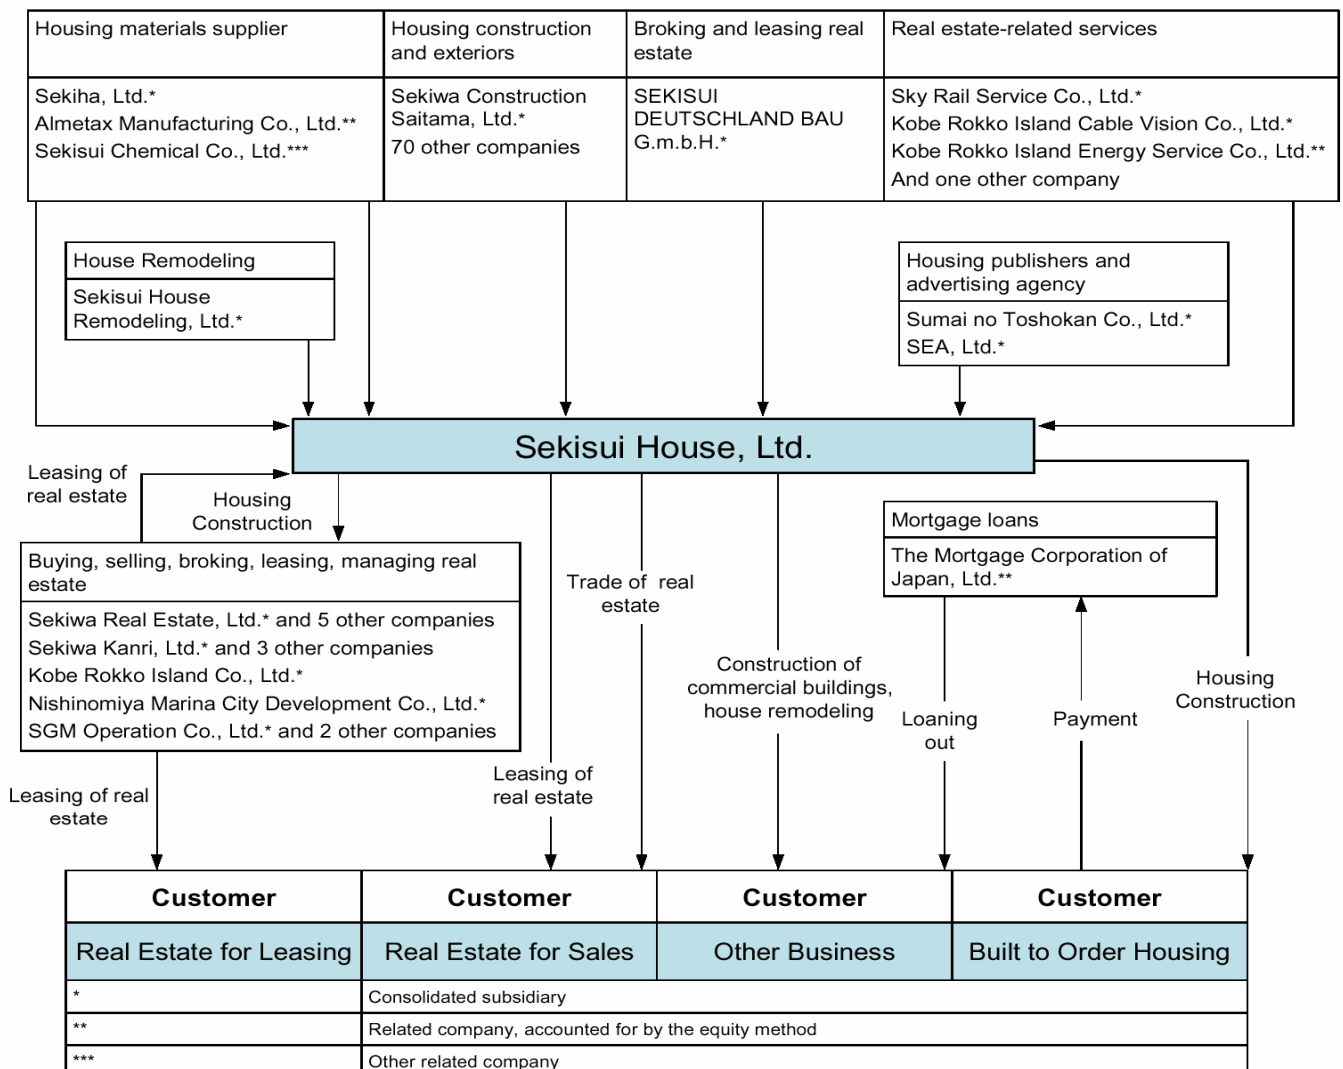 Housing materials supplier
Sekiha, Ltd.*
Almetax Manufacturing Co., Ltd.**
Sekisui Chemical Co., Ltd.***
Housing construction
and exteriors
Sekiwa Construction
Saitama, Ltd.*
70 other companies
Broking and leasing real
estate
SEKISUI
DEUTSCHLAND BAU
G.m.b.H.*
Real estate-related services
Sky Rail Service Co., Ltd.*
Kobe Rokko Island Cable Vision Co., Ltd.*
Kobe Rokko Island Energy Service Co., Ltd.**
And one other company
House Remodeling
Sekisui House
Remodeling, Ltd.*
Housing publishers and
advertising agency
Sumai no Toshokan Co., Ltd.*
SEA, Ltd.*
Sekisui House, Ltd.
Leasing of
real estate
Housing
Construction
Buying, selling, broking, leasing, managing real
estate
Sekiwa Real Estate, Ltd.* and 5 other companies
Sekiwa Kanri, Ltd.* and 3 other companies
Kobe Rokko Island Co., Ltd.*
Nishinomiya Marina City Development Co., Ltd.*
SGM Operation Co., Ltd.* and 2 other companies
Mortgage loans
The Mortgage Corporation of
Japan, Ltd.**
Trade of real
estate
Construction of
commercial buildings,
house remodeling
Loaning
out
Payment
Housing
Construction
Leasing of real
estate
Leasing of
real estate
Customer
Customer
Customer
Customer
Real Estate for Leasing
Real Estate for Sales
Other Business
Built to Order Housing
* Consolidated subsidiary
** Related company, accounted for by the equity method
*** Other related company